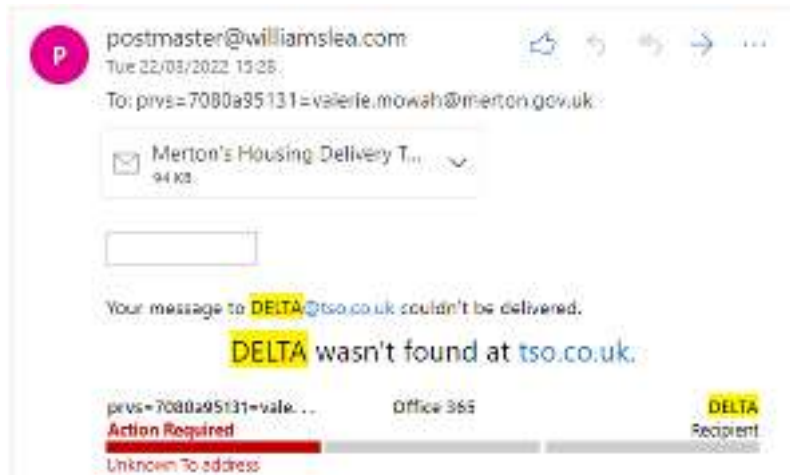 P
postmaster@williamslea.com
Tue 22/03/2022 15:28
To: prvs=7080a95131=valerie.mowah@merton.gov.uk
Merton's Housing Delivery T...
94 KB
Your message to DELTA@tso.co.uk couldn't be delivered.
DELTA wasn't found at tso.co.uk.
prvs=7080a95131=vale... Office 365 DELTA
Action Required Recipient
Unknown To address